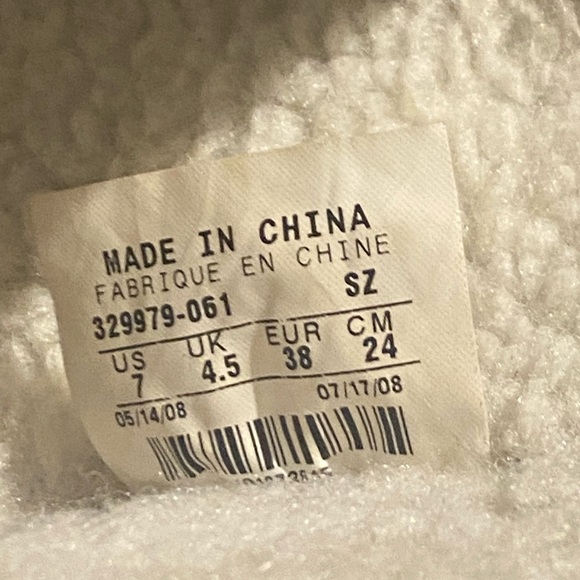 MADE IN CHINA
FABRIQUE EN CHINE
329979-061 SZ
US UK EUR CM
7 4.5 38 24
05/14/08 07/17/08